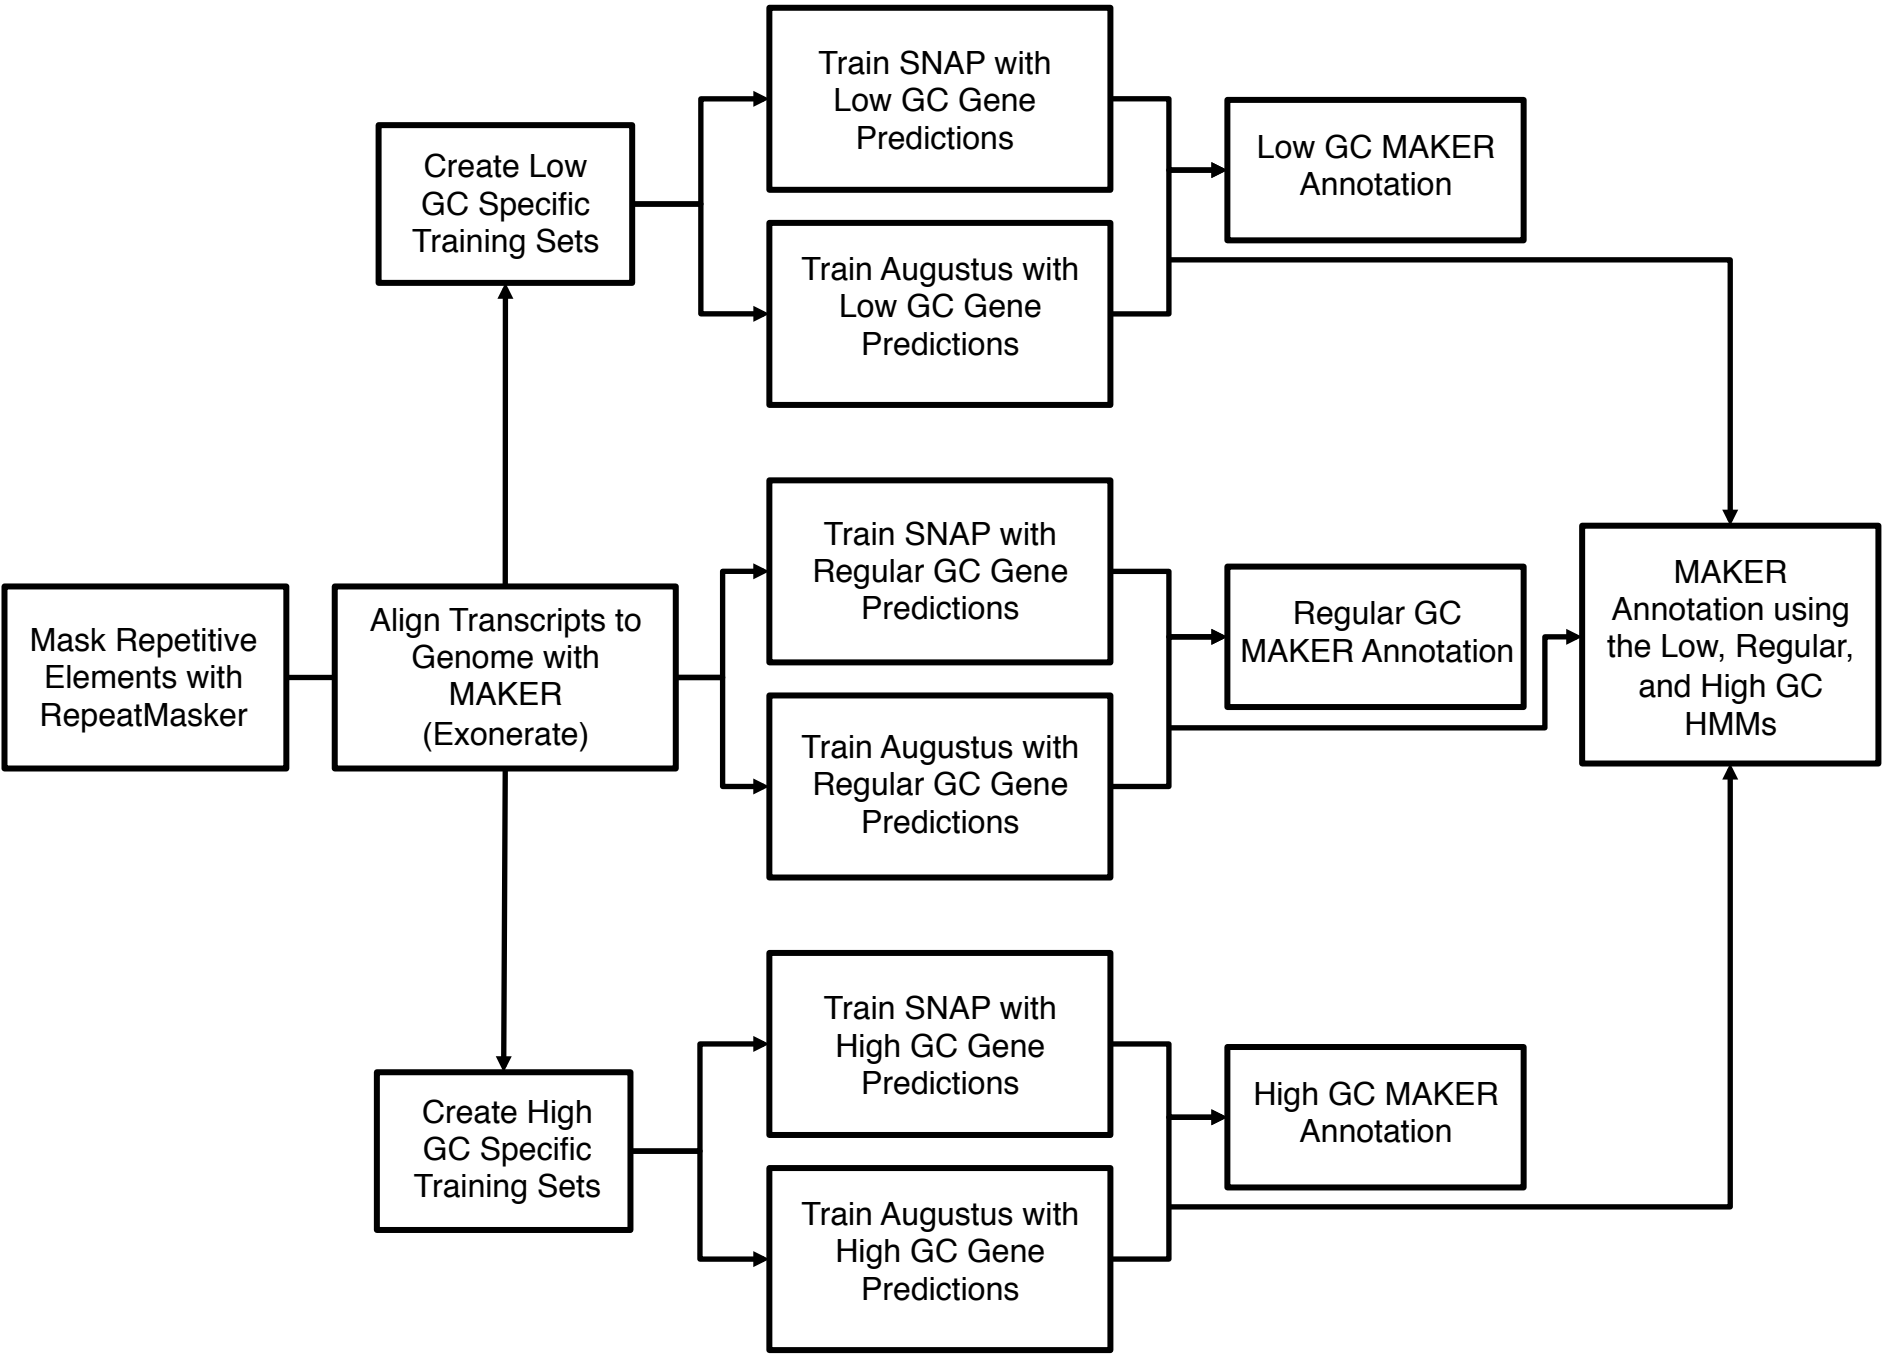 Mask Repetitive
Elements with
RepeatMasker
Align Transcripts to
Genome with
MAKER
(Exonerate)
Create Low
GC Specific
Training Sets
Train SNAP with
Low GC Gene
Predictions
Train Augustus with
Low GC Gene
Predictions
Low GC MAKER
Annotation
Train SNAP with
Regular GC Gene
Predictions
Train Augustus with
Regular GC Gene
Predictions
Regular GC
MAKER Annotation
Create High
GC Specific
Training Sets
Train SNAP with
High GC Gene
Predictions
Train Augustus with
High GC Gene
Predictions
High GC MAKER
Annotation
MAKER
Annotation using
the Low, Regular,
and High GC
HMMs